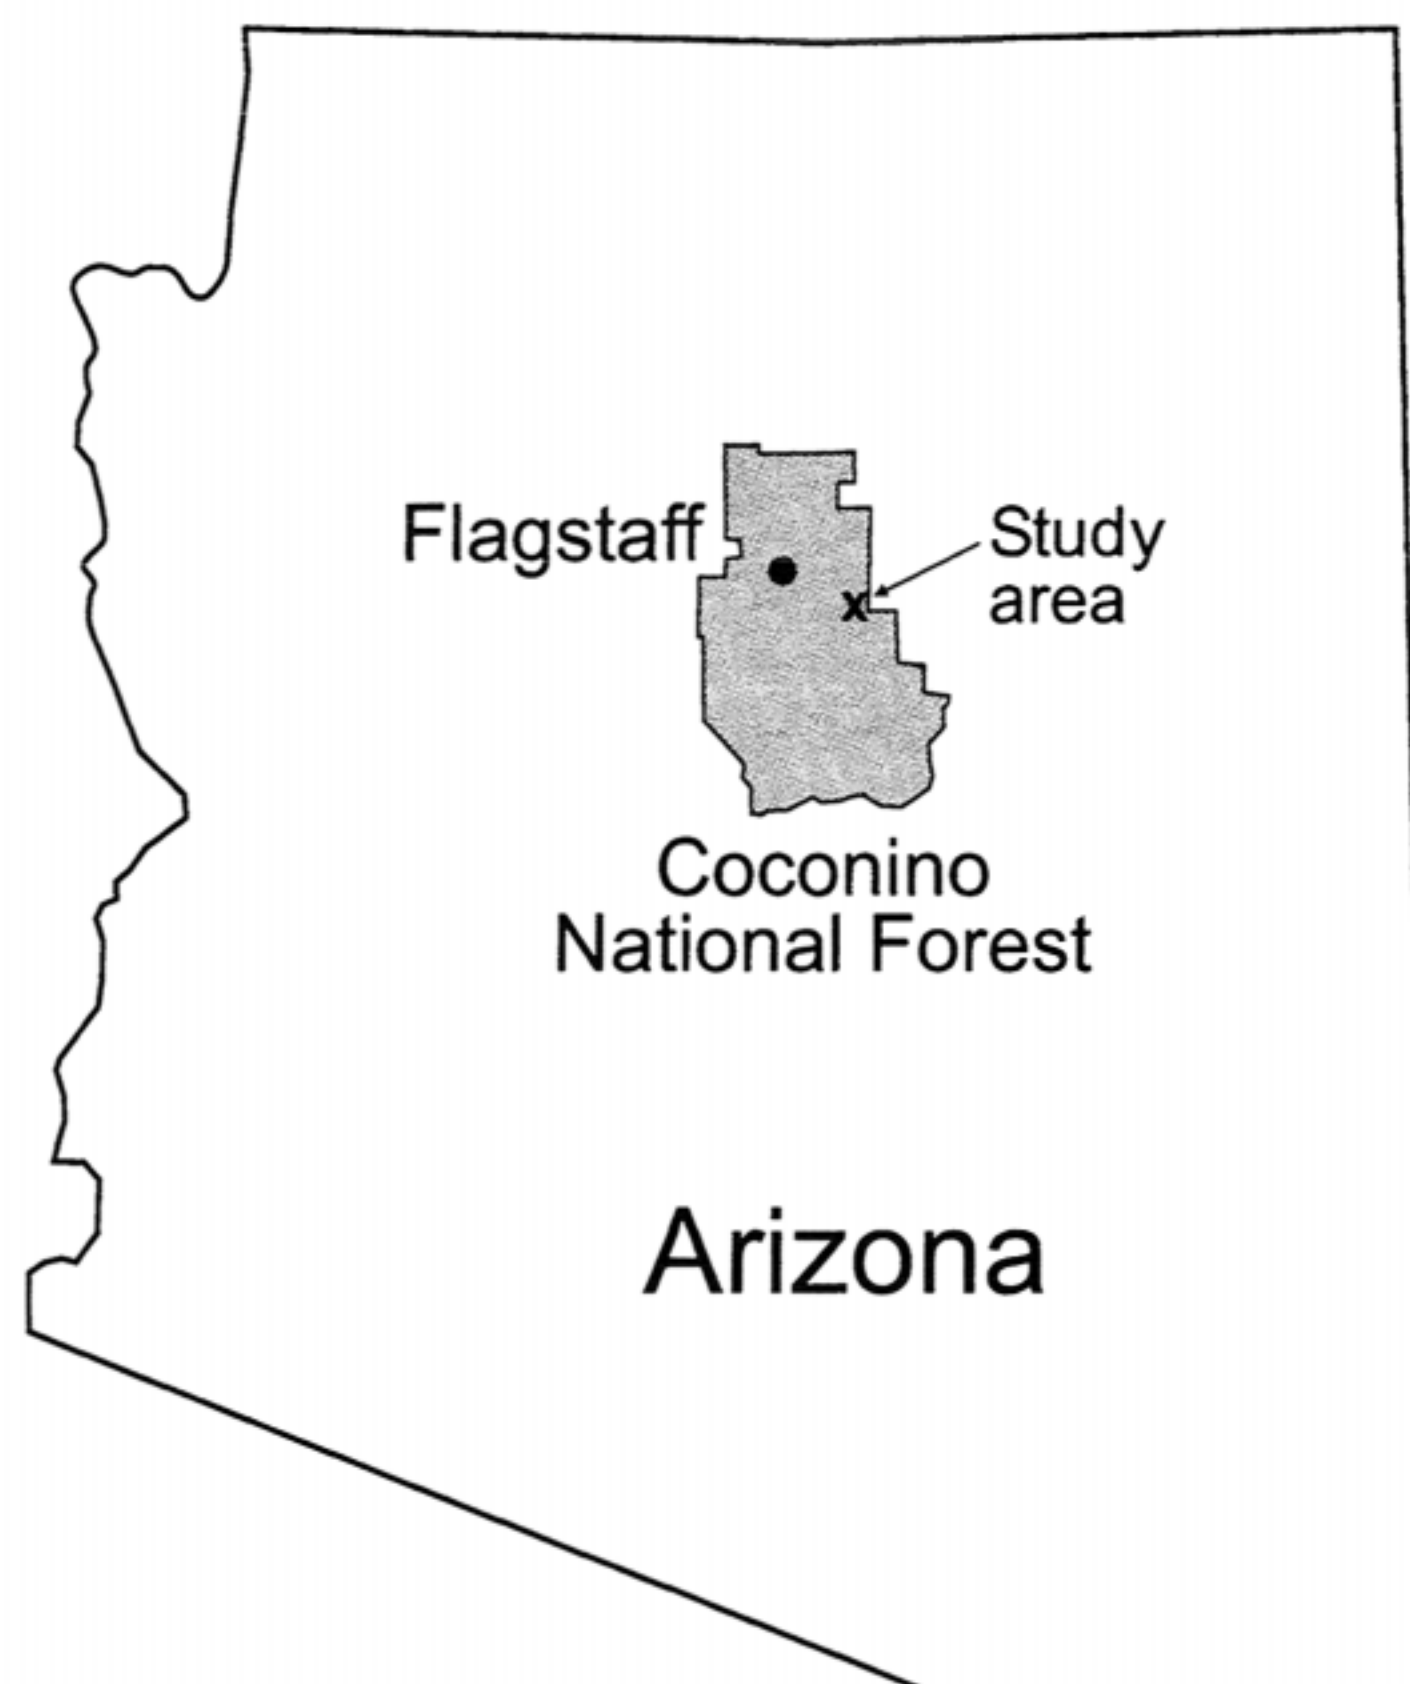 Flagstaff
Study
area
x
Coconino
National Forest
Arizona